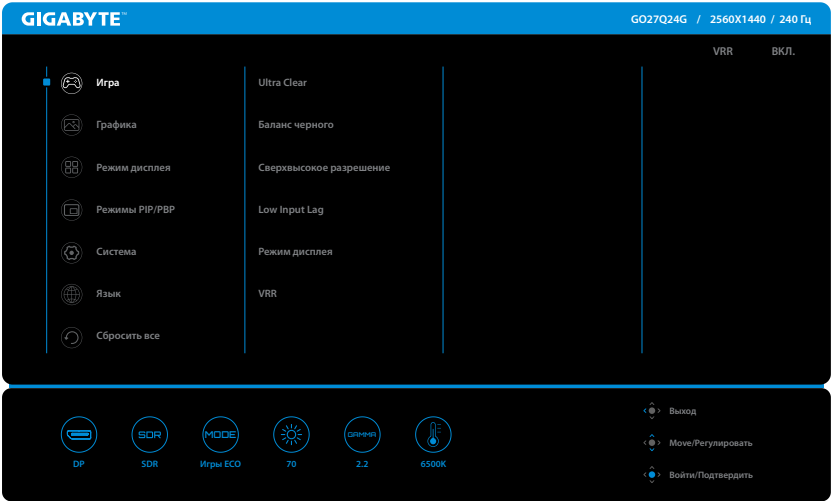 GIGABYTE™ GO27Q24G / 2560X1440 / 240 Гц
VRR ВКЛ.
Игра Ultra Clear
Графика Баланс черного
Режим дисплея Сверхвысокое разрешение
Режимы PIP/PBP Low Input Lag
Система Режим дисплея
Язык VRR
Сбросить все
Выход
SDR MODE GAMMA
Move/Регулировать
DP SDR Игры ECO 70 2.2 6500K
Войти/Подтвердить